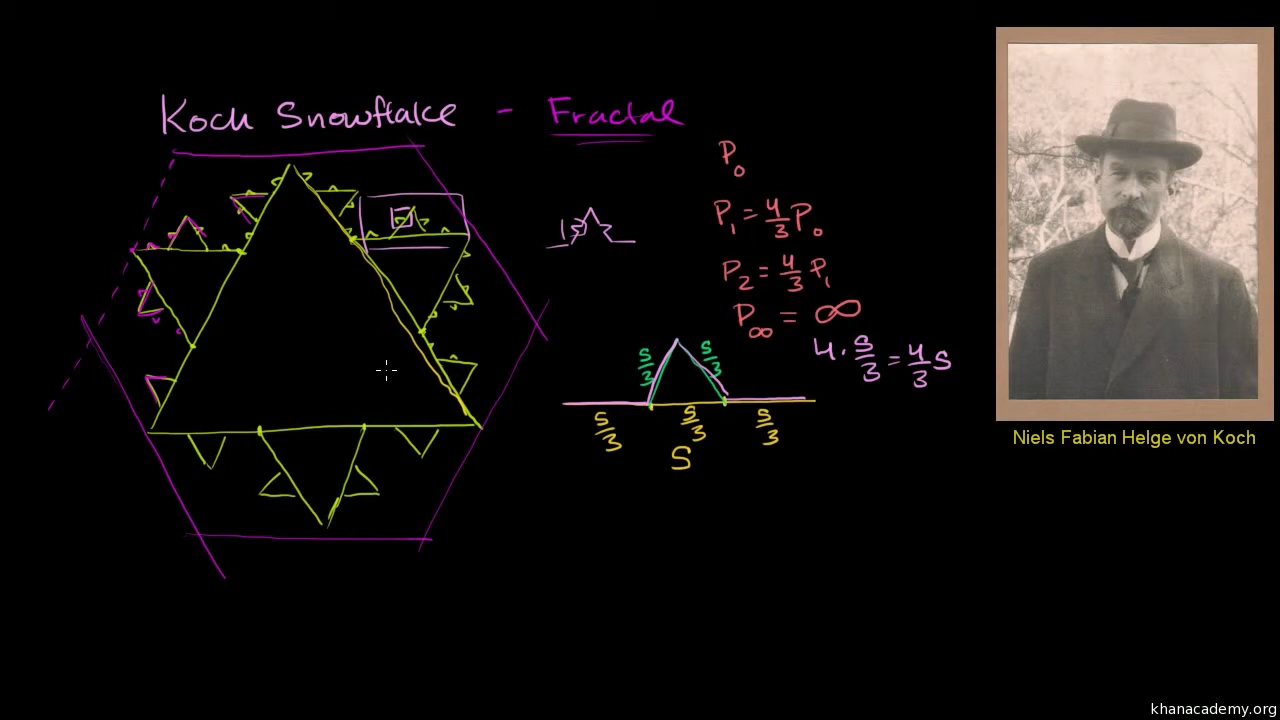 Koch Snowflake - Fractal
P₀
P₁ = 4/3 P₀
P₂ = 4/3 P₁
P∞ = ∞
4 · s/3 = 4/3 s
s/3 s/3
s/3 s/3 s/3
S
Niels Fabian Helge von Koch
khanacademy.org